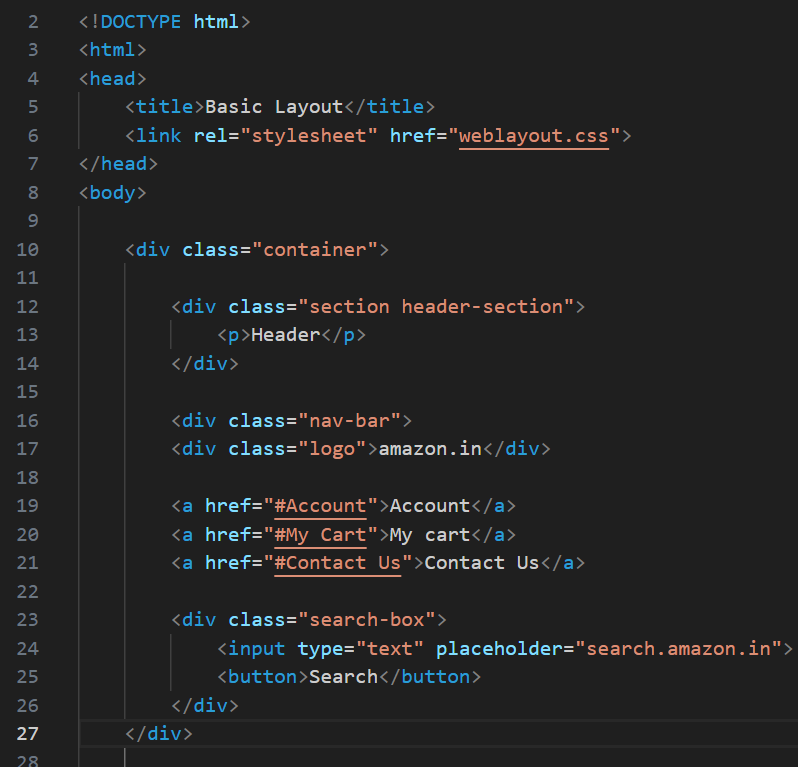 2 <!DOCTYPE html>
3 <html>
4 <head>
5     <title>Basic Layout</title>
6     <link rel="stylesheet" href="weblayout.css">
7 </head>
8 <body>
9
10     <div class="container">
11
12         <div class="section header-section">
13             <p>Header</p>
14         </div>
15
16         <div class="nav-bar">
17         <div class="logo">amazon.in</div>
18
19         <a href="#Account">Account</a>
20         <a href="#My Cart">My cart</a>
21         <a href="#Contact Us">Contact Us</a>
22
23         <div class="search-box">
24             <input type="text" placeholder="search.amazon.in">
25             <button>Search</button>
26         </div>
27     </div>
28